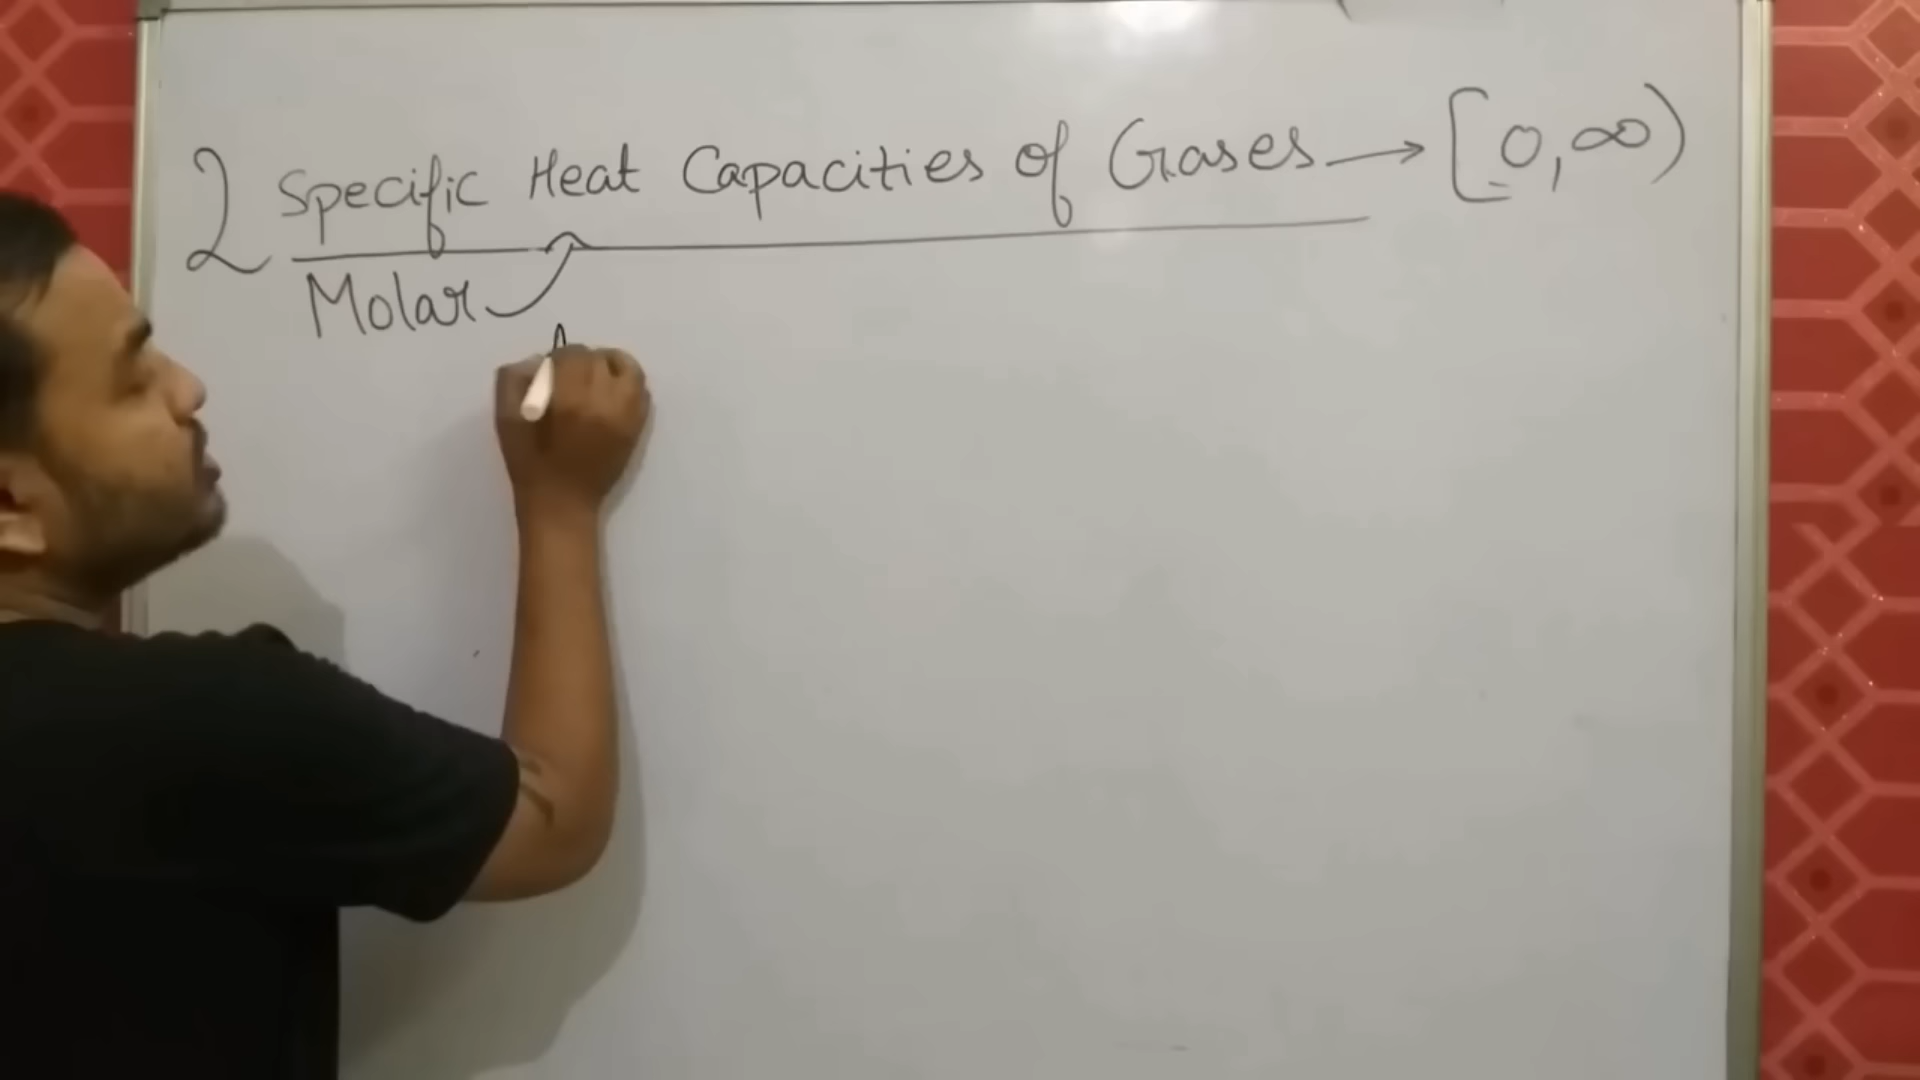 2 Specific Heat Capacities of Gases → [0, ∞)
Molar